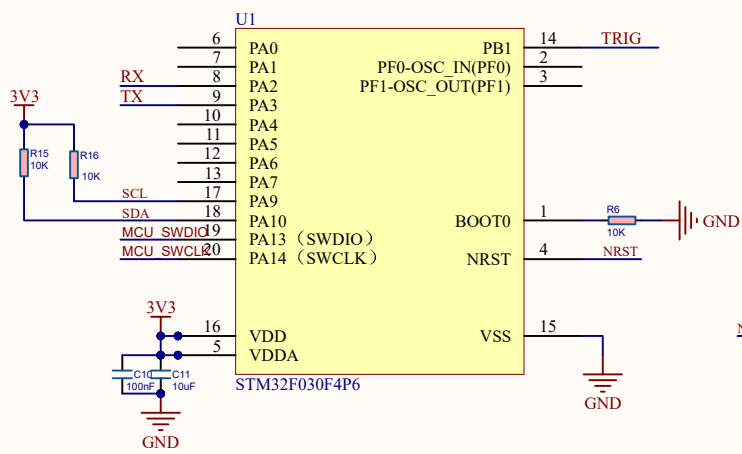 U1
6 PA0 PB1 14 TRIG
7 PA1 PF0-OSC_IN(PF0) 2
RX 8 PA2 PF1-OSC_OUT(PF1) 3
TX 9 PA3
3V3
10 PA4
11 PA5
R15 10K
R16 10K
12 PA6
13 PA7
SCL 17 PA9
SDA 18 PA10 BOOT0 1 R6 10K GND
MCU_SWDIO 19 PA13（SWDIO）
MCU_SWCLK 20 PA14（SWCLK） NRST 4 NRST
3V3
16 VDD VSS 15
5 VDDA
C10 100nF
C11 10uF
STM32F030F4P6
GND
GND